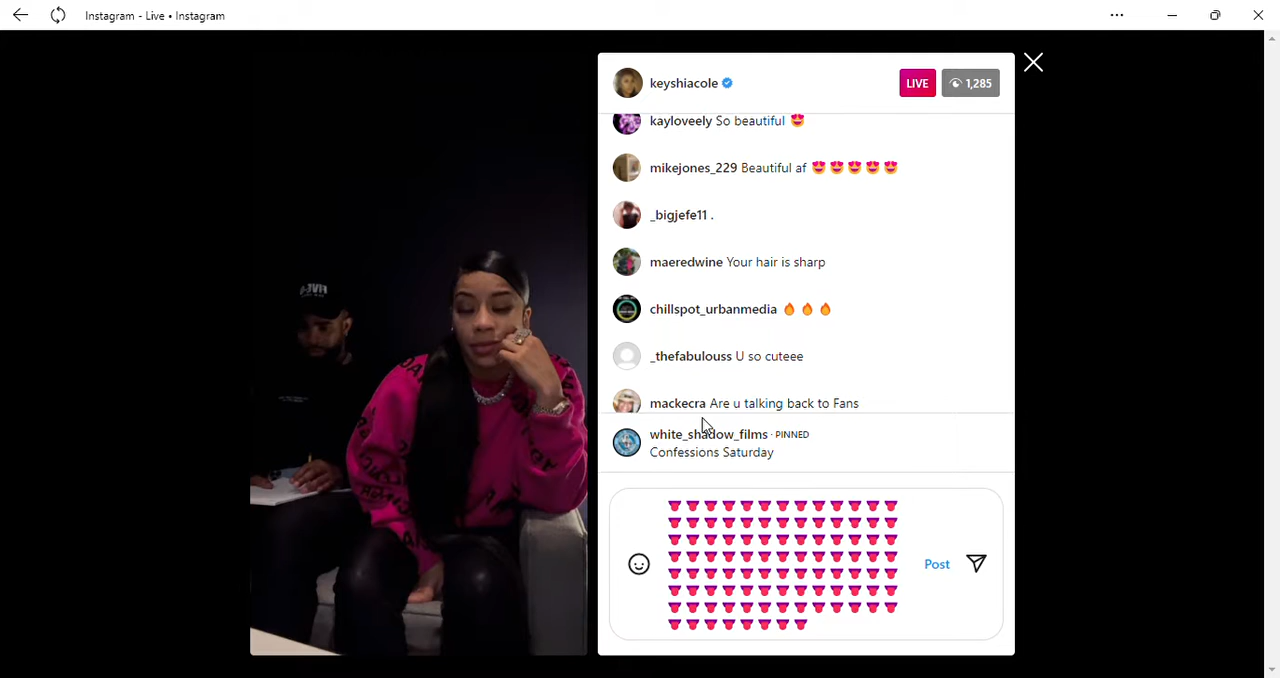 Instagram - Live • Instagram
keyshiacole
LIVE
1,285
kayloveely So beautiful 😍
mikejones_229 Beautiful af 😍😍😍😍😍
_bigjefe11 .
maeredwine Your hair is sharp
chillspot_urbanmedia 🔥🔥🔥
_thefabulouss U so cuteee
mackecra Are u talking back to Fans
white_shadow_films · PINNED
Confessions Saturday
Post